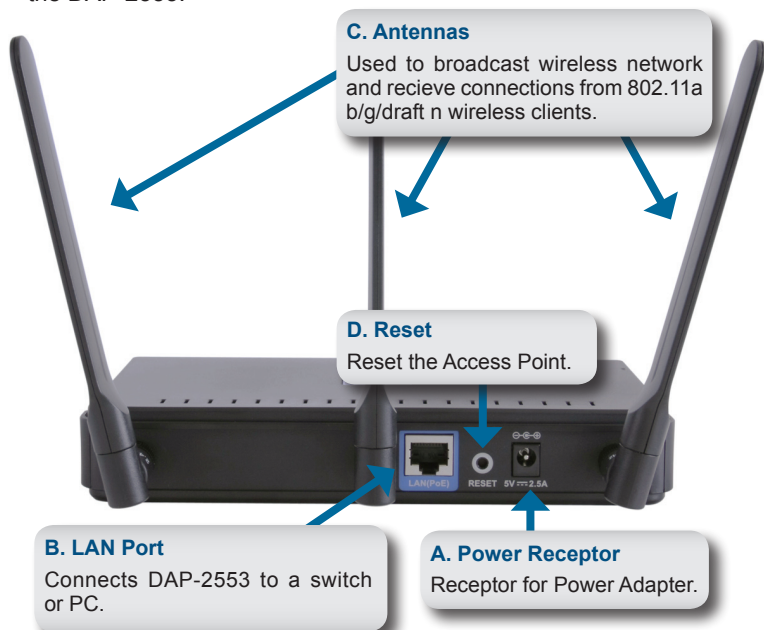 C. Antennas
Used to broadcast wireless network
and recieve connections from 802.11a
b/g/draft n wireless clients.
D. Reset
Reset the Access Point.
LAN(PoE)
RESET
5V⎓2.5A
B. LAN Port
Connects DAP-2553 to a switch
or PC.
A. Power Receptor
Receptor for Power Adapter.